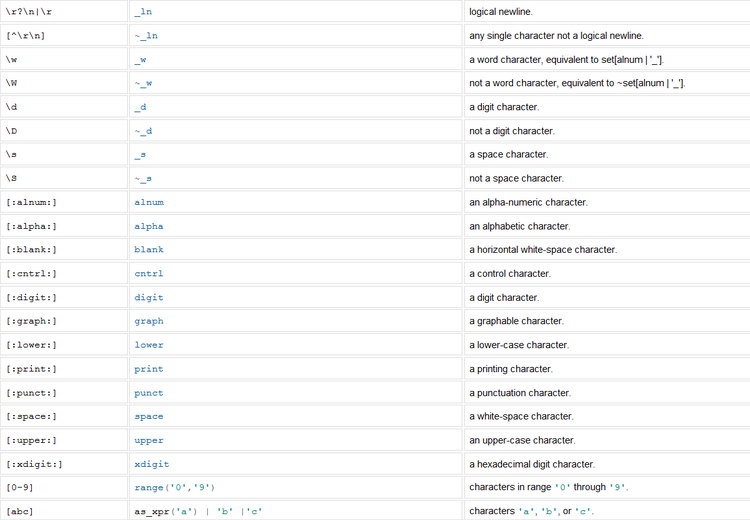 \r?\n|\r _ln logical newline.
[^\r\n] ~_ln any single character not a logical newline.
\w _w a word character, equivalent to set[alnum | '_'].
\W ~_w not a word character, equivalent to ~set[alnum | '_'].
\d _d a digit character.
\D ~_d not a digit character.
\s _s a space character.
\S ~_s not a space character.
[:alnum:] alnum an alpha-numeric character.
[:alpha:] alpha an alphabetic character.
[:blank:] blank a horizontal white-space character.
[:cntrl:] cntrl a control character.
[:digit:] digit a digit character.
[:graph:] graph a graphable character.
[:lower:] lower a lower-case character.
[:print:] print a printing character.
[:punct:] punct a punctuation character.
[:space:] space a white-space character.
[:upper:] upper an upper-case character.
[:xdigit:] xdigit a hexadecimal digit character.
[0-9] range('0','9') characters in range '0' through '9'.
[abc] as_xpr('a') | 'b' |'c' characters 'a', 'b', or 'c'.